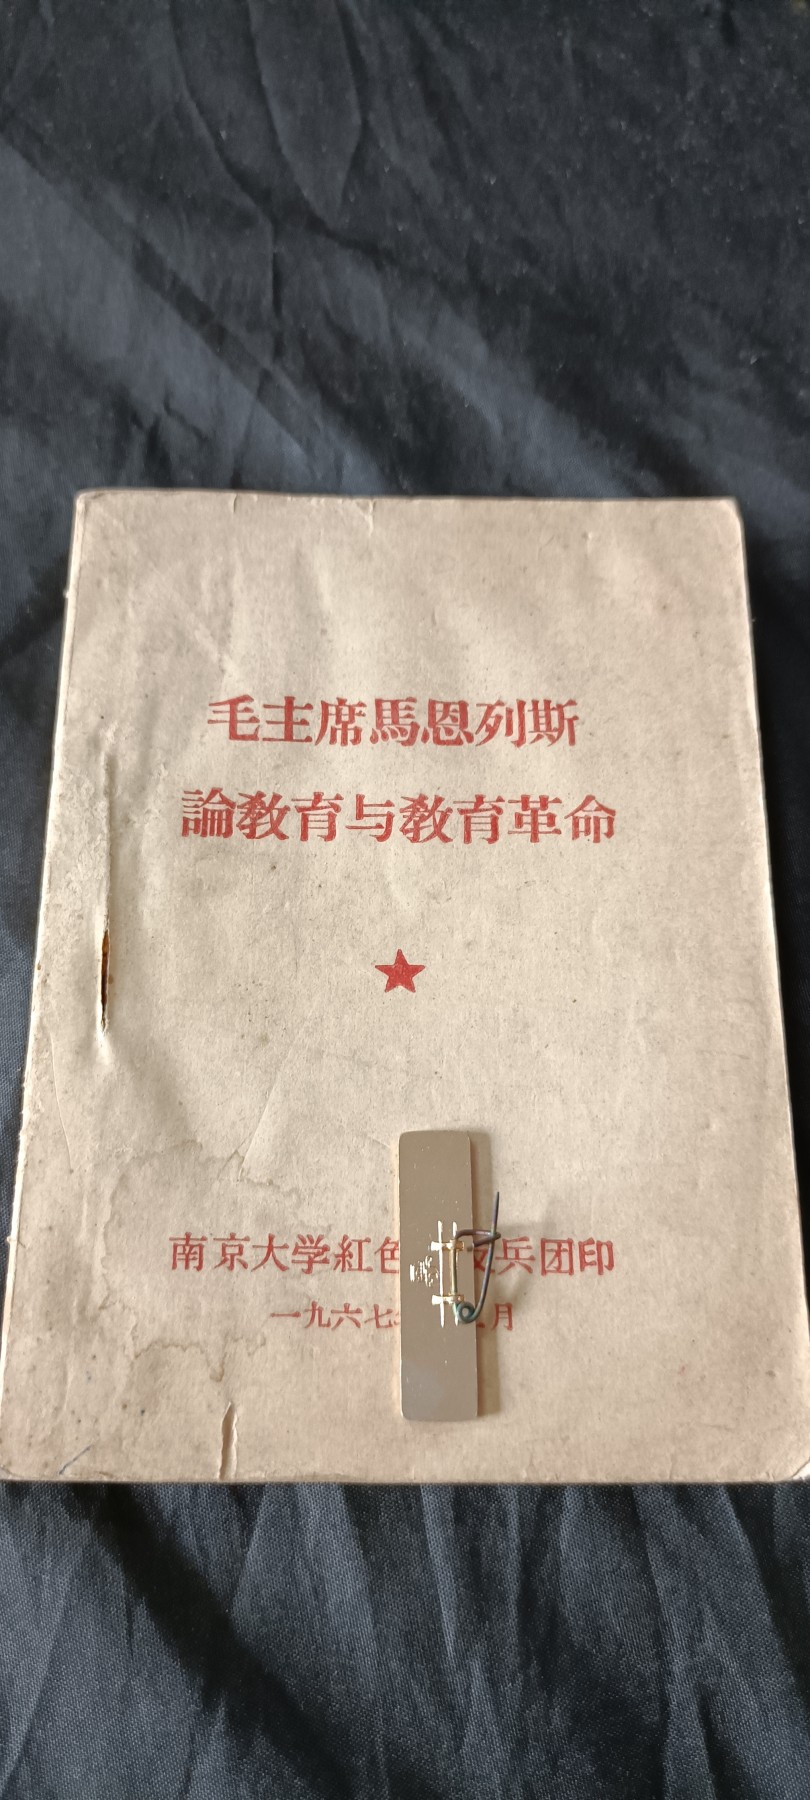 毛主席馬恩列斯
論教育与教育革命
南京大学紅色 反兵团印
一九六七 月